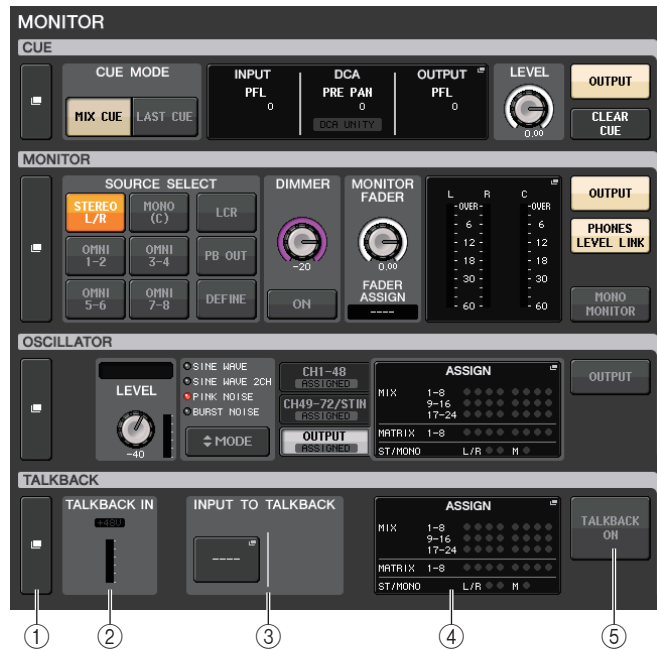 MONITOR
CUE
CUE MODE
MIX CUE
LAST CUE
INPUT
PFL
0
DCA
PRE PAN
0
DCA UNITY
OUTPUT
PFL
0
LEVEL
0.00
OUTPUT
CLEAR
CUE
MONITOR
SOURCE SELECT
STEREO
L/R
MONO
(C)
LCR
OMNI
1-2
OMNI
3-4
PB OUT
OMNI
5-6
OMNI
7-8
DEFINE
DIMMER
-20
ON
MONITOR
FADER
0.00
FADER
ASSIGN
----
L R C
-OVER- -OVER
- 6 - - 6
- 12 - - 12
- 18 - - 18
- 30 - - 30
- 60 - - 60
OUTPUT
PHONES
LEVEL LINK
MONO
MONITOR
OSCILLATOR
LEVEL
-40
SINE WAVE
SINE WAVE 2CH
PINK NOISE
BURST NOISE
MODE
CH1-48
ASSIGNED
CH49-72/STIN
ASSIGNED
OUTPUT
ASSIGNED
ASSIGN
MIX 1-8
9-16
17-24
MATRIX 1-8
ST/MONO L/R M
OUTPUT
TALKBACK
TALKBACK IN
+48V
INPUT TO TALKBACK
----
ASSIGN
MIX 1-8
9-16
17-24
MATRIX 1-8
ST/MONO L/R M
TALKBACK
ON
① ② ③ ④ ⑤